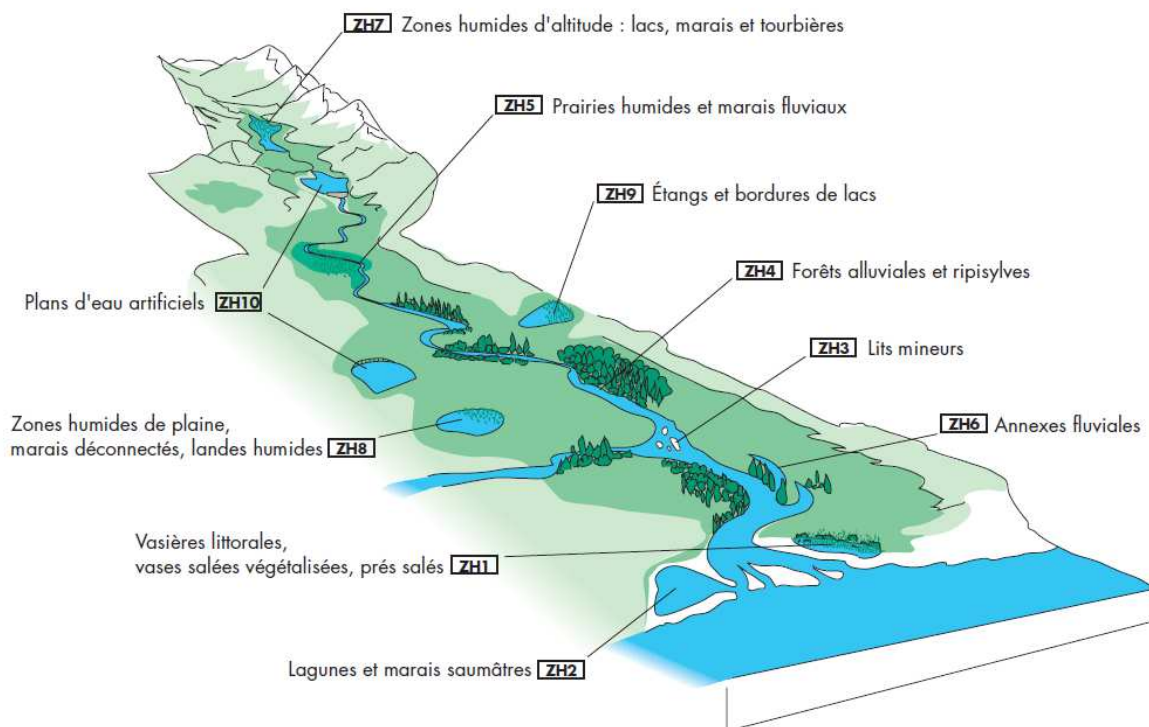 ZH7 Zones humides d'altitude : lacs, marais et tourbières
ZH5 Prairies humides et marais fluviaux
ZH9 Étangs et bordures de lacs
ZH4 Forêts alluviales et ripisylves
Plans d'eau artificiels ZH10
ZH3 Lits mineurs
Zones humides de plaine,
marais déconnectés, landes humides ZH8
ZH6 Annexes fluviales
Vasières littorales,
vases salées végétalisées, prés salés ZH1
Lagunes et marais saumâtres ZH2